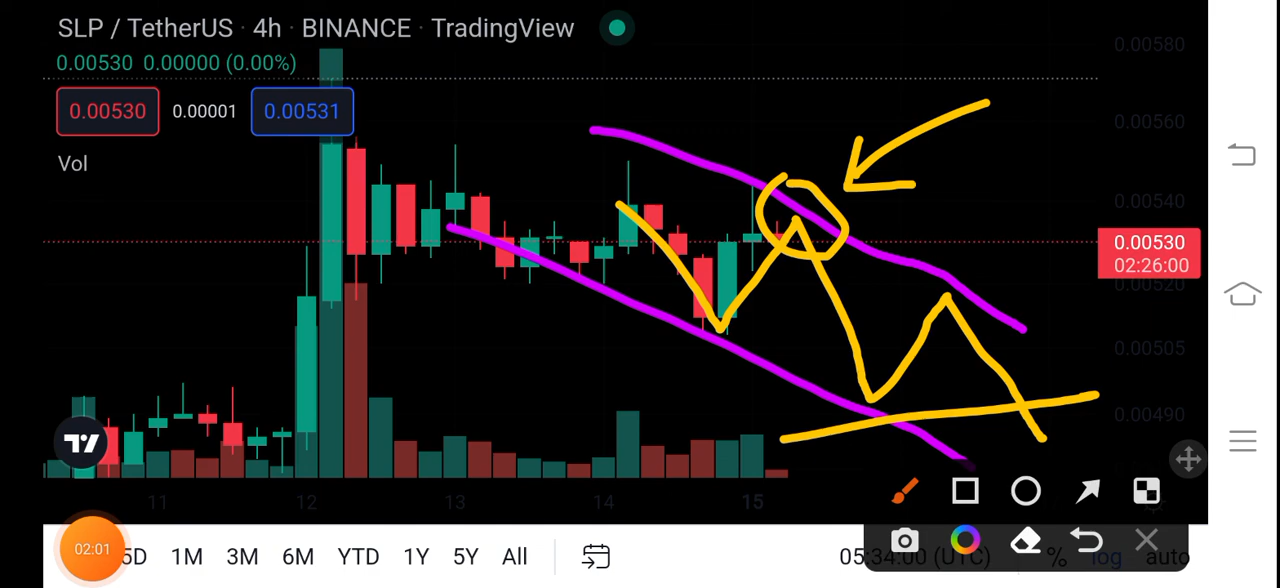 SLP / TetherUS · 4h · BINANCE · TradingView
0.00530 0.00000 (0.00%)
0.00530 0.00001 0.00531
Vol
0.00580
0.00560
0.00540
0.00530
02:26:00
0.00520
0.00505
0.00490
11 12 13 14 15
02:01
5D 1M 3M 6M YTD 1Y 5Y All 05:34:00 (UTC) % log auto